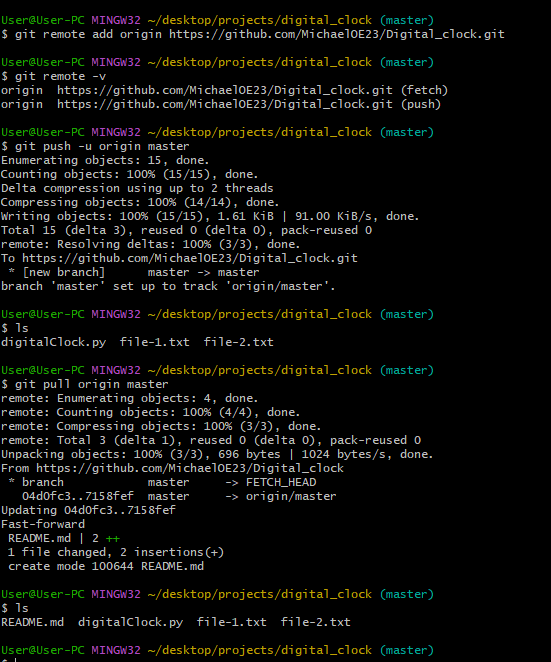 User@User-PC MINGW32 ~/desktop/projects/digital_clock (master)
$ git remote add origin https://github.com/MichaelOE23/Digital_clock.git
User@User-PC MINGW32 ~/desktop/projects/digital_clock (master)
$ git remote -v
origin  https://github.com/MichaelOE23/Digital_clock.git (fetch)
origin  https://github.com/MichaelOE23/Digital_clock.git (push)
User@User-PC MINGW32 ~/desktop/projects/digital_clock (master)
$ git push -u origin master
Enumerating objects: 15, done.
Counting objects: 100% (15/15), done.
Delta compression using up to 2 threads
Compressing objects: 100% (14/14), done.
Writing objects: 100% (15/15), 1.61 KiB | 91.00 KiB/s, done.
Total 15 (delta 3), reused 0 (delta 0), pack-reused 0
remote: Resolving deltas: 100% (3/3), done.
To https://github.com/MichaelOE23/Digital_clock.git
 * [new branch]      master -> master
branch 'master' set up to track 'origin/master'.
User@User-PC MINGW32 ~/desktop/projects/digital_clock (master)
$ ls
digitalClock.py  file-1.txt  file-2.txt
User@User-PC MINGW32 ~/desktop/projects/digital_clock (master)
$ git pull origin master
remote: Enumerating objects: 4, done.
remote: Counting objects: 100% (4/4), done.
remote: Compressing objects: 100% (3/3), done.
remote: Total 3 (delta 1), reused 0 (delta 0), pack-reused 0
Unpacking objects: 100% (3/3), 696 bytes | 1024 bytes/s, done.
From https://github.com/MichaelOE23/Digital_clock
 * branch            master     -> FETCH_HEAD
   04d0fc3..7158fef  master     -> origin/master
Updating 04d0fc3..7158fef
Fast-forward
 README.md | 2 ++
 1 file changed, 2 insertions(+)
 create mode 100644 README.md
User@User-PC MINGW32 ~/desktop/projects/digital_clock (master)
$ ls
README.md  digitalClock.py  file-1.txt  file-2.txt
User@User-PC MINGW32 ~/desktop/projects/digital_clock (master)
$